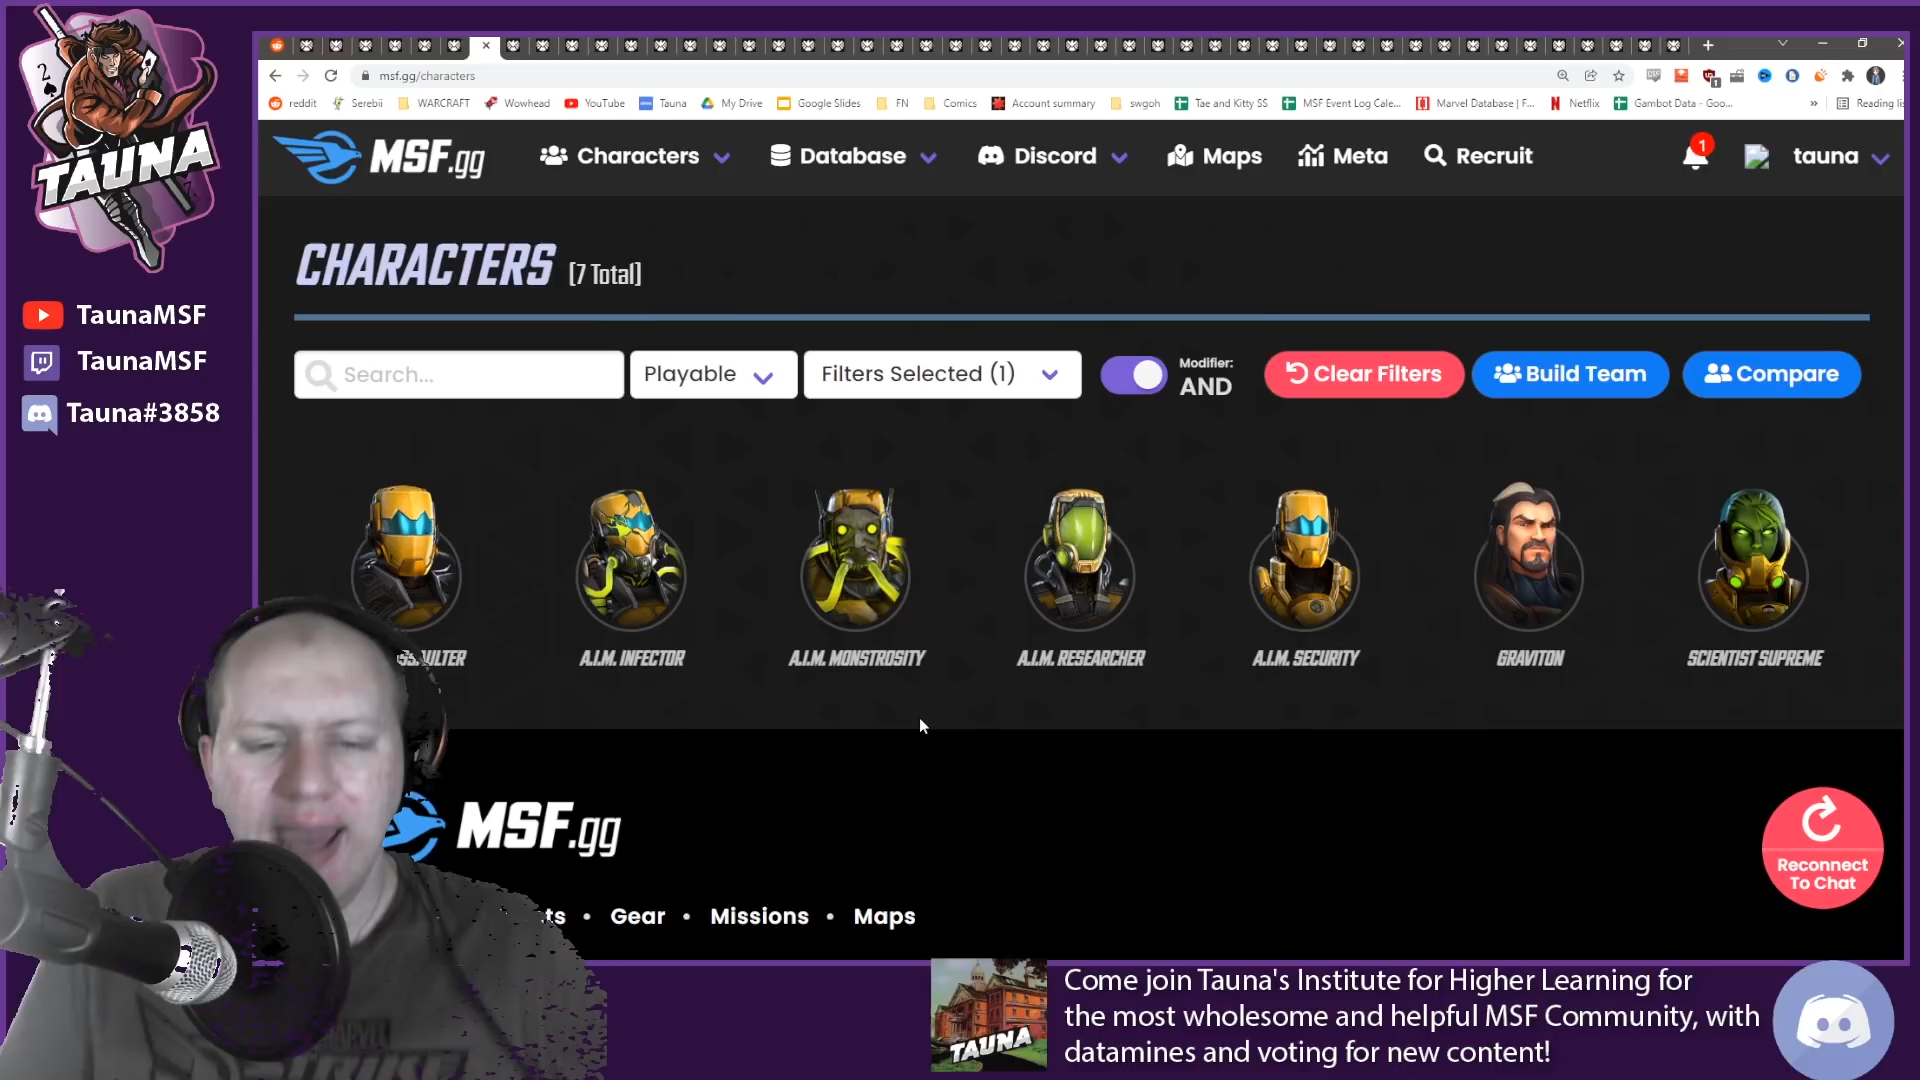 2
TAUNA
TaunaMSF
TaunaMSF
Tauna#3858
msf.gg/characters
reddit Serebii WARCRAFT Wowhead YouTube Tauna My Drive Google Slides FN Comics Account summary swgoh Tae and Kitty SS MSF Event Log Cale... Marvel Database | F... Netflix Gambot Data - Goo... » Reading lis
MSF.gg Characters Database Discord Maps Meta Recruit 1 tauna
CHARACTERS [7 Total]
Search... Playable Filters Selected (1) Modifier: AND Clear Filters Build Team Compare
SSAULTER A.I.M. INFECTOR A.I.M. MONSTROSITY A.I.M. RESEARCHER A.I.M. SECURITY GRAVITON SCIENTIST SUPREME
MSF.gg
Reconnect
To Chat
ts • Gear • Missions • Maps
TAUNA
Come join Tauna's Institute for Higher Learning for
the most wholesome and helpful MSF Community, with
datamines and voting for new content!